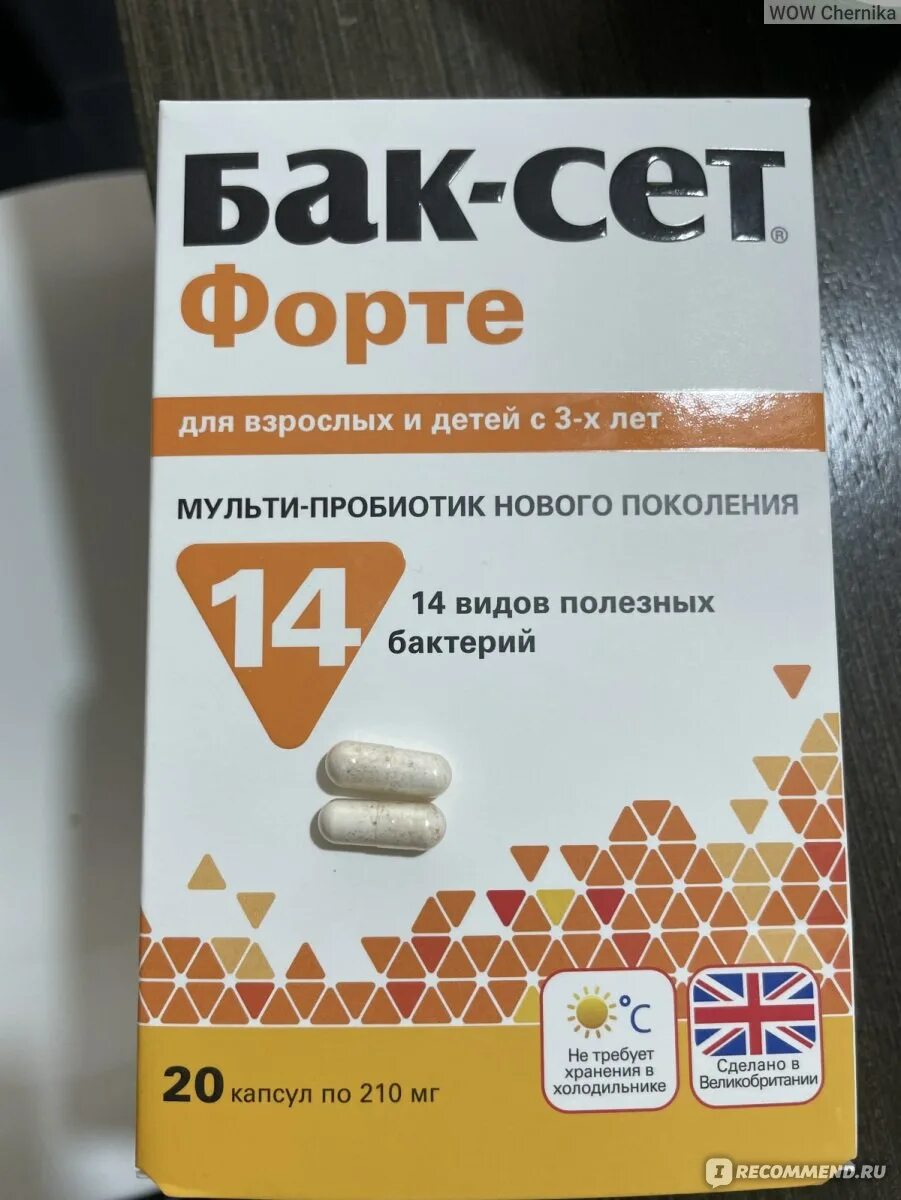 WOW Chernika
Бак-сет®
Форте
для взрослых и детей с 3-х лет
МУЛЬТИ-ПРОБИОТИК НОВОГО ПОКОЛЕНИЯ
14
14 видов полезных
бактерий
°C
Не требует
хранения в
холодильнике
Сделано в
Великобритании
20 капсул по 210 мг
IRECOMMEND.RU